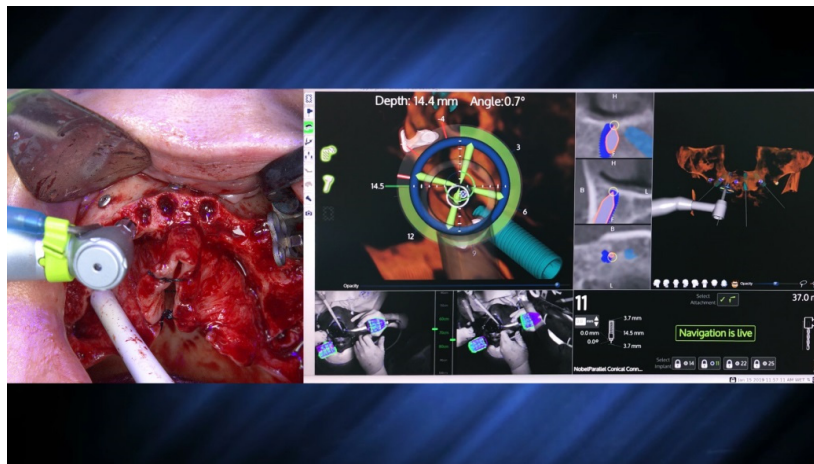 Depth: 14.4 mm Angle:0.7°
-4
3
14.5
6
12
9
H
H
B
L
B
L
Opacity
Opacity
11
Select
Attachment
37.0 m
3.7 mm
0.0 mm
14.5 mm
0.0°
3.7 mm
Navigation is live
Select
Implant
14
11
22
25
NobelParallel Conical Conn...